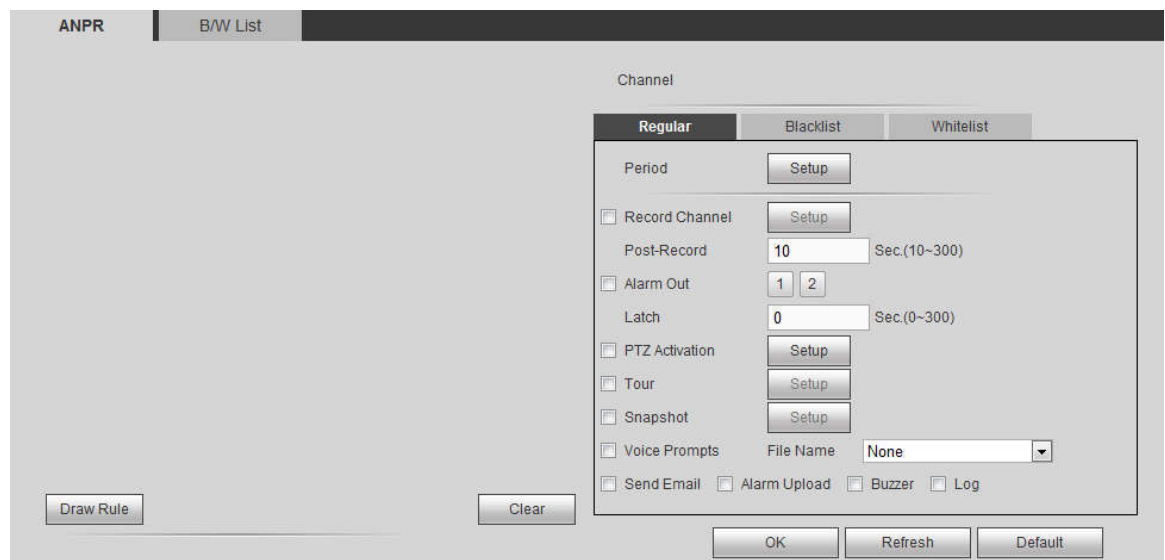 ANPR B/W List
Channel
Regular Blacklist Whitelist
Period Setup
Record Channel Setup
Post-Record 10 Sec.(10~300)
Alarm Out 1 2
Latch 0 Sec.(0~300)
PTZ Activation Setup
Tour Setup
Snapshot Setup
Voice Prompts File Name None
Send Email Alarm Upload Buzzer Log
Draw Rule Clear
OK Refresh Default